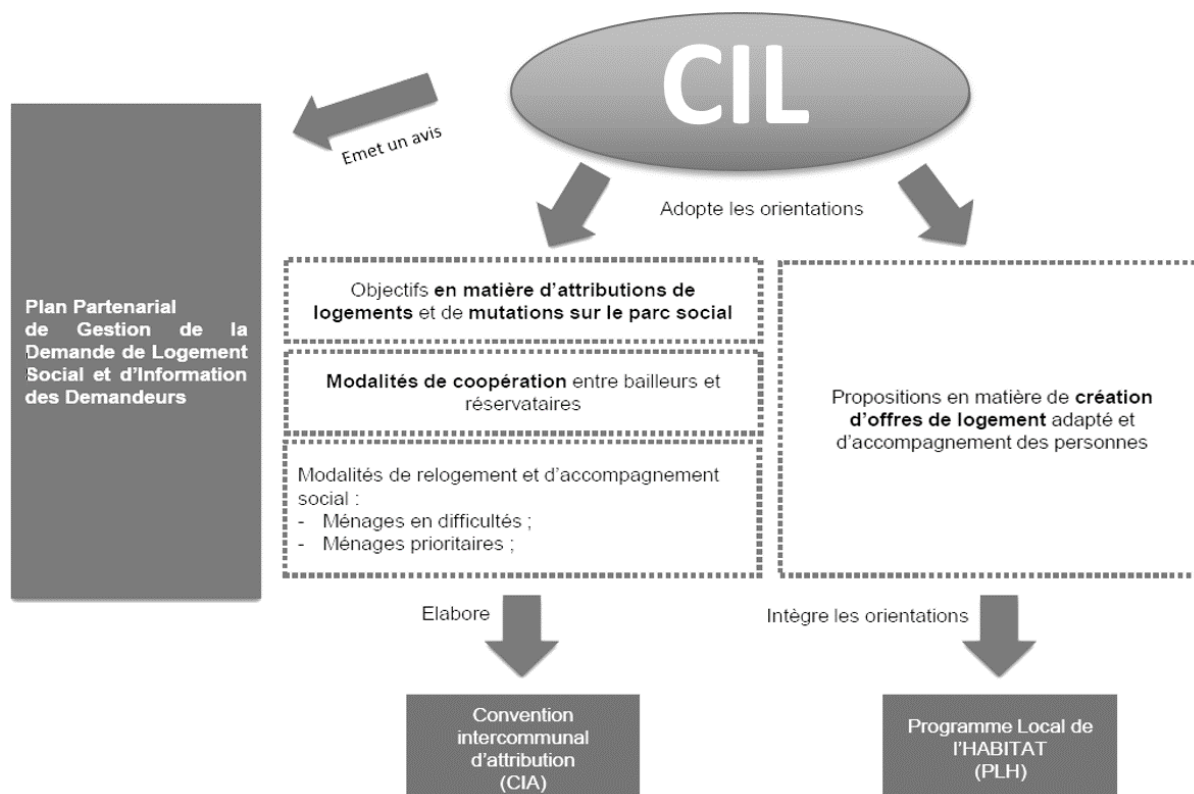 CIL
Emet un avis
Adopte les orientations
Plan Partenarial
de Gestion de la
Demande de Logement
Social et d'Information
des Demandeurs
Objectifs en matière d'attributions de
logements et de mutations sur le parc social
Modalités de coopération entre bailleurs et
réservataires
Modalités de relogement et d'accompagnement
social :
- Ménages en difficultés ;
- Ménages prioritaires ;
Propositions en matière de création
d'offres de logement adapté et
d'accompagnement des personnes
Elabore
Intègre les orientations
Convention
intercommunal
d'attribution
(CIA)
Programme Local de
l'HABITAT
(PLH)